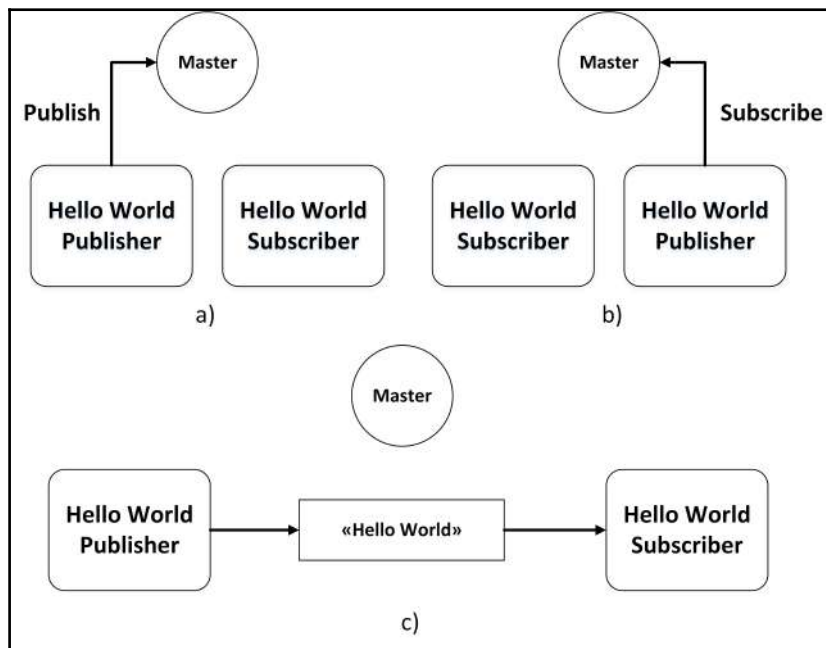 Master
Master
Publish
Subscribe
Hello World
Publisher
Hello World
Subscriber
Hello World
Subscriber
Hello World
Publisher
a)
b)
Master
Hello World
Publisher
«Hello World»
Hello World
Subscriber
c)